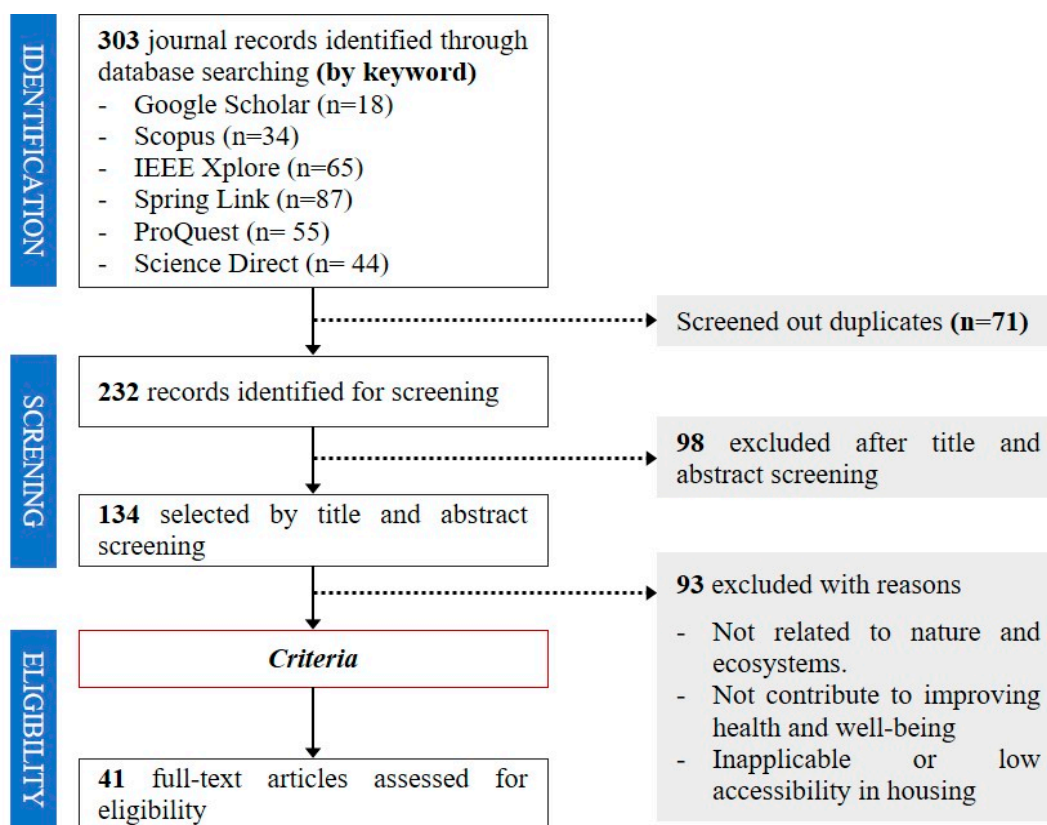 IDENTIFICATION
303 journal records identified through
database searching (by keyword)
- Google Scholar (n=18)
- Scopus (n=34)
- IEEE Xplore (n=65)
- Spring Link (n=87)
- ProQuest (n= 55)
- Science Direct (n= 44)
Screened out duplicates (n=71)
SCREENING
232 records identified for screening
98 excluded after title and
abstract screening
134 selected by title and abstract
screening
93 excluded with reasons
- Not related to nature and
ecosystems.
- Not contribute to improving
health and well-being
- Inapplicable or low
accessibility in housing
ELIGIBILITY
Criteria
41 full-text articles assessed for
eligibility